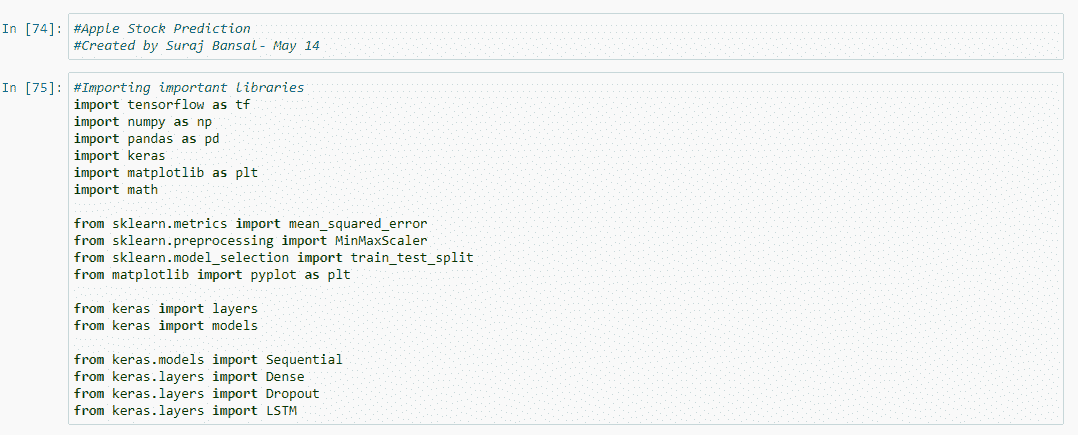 In [74]: #Apple Stock Prediction
#Created by Suraj Bansal- May 14
In [75]: #Importing important libraries
import tensorflow as tf
import numpy as np
import pandas as pd
import keras
import matplotlib as plt
import math
from sklearn.metrics import mean_squared_error
from sklearn.preprocessing import MinMaxScaler
from sklearn.model_selection import train_test_split
from matplotlib import pyplot as plt
from keras import layers
from keras import models
from keras.models import Sequential
from keras.layers import Dense
from keras.layers import Dropout
from keras.layers import LSTM